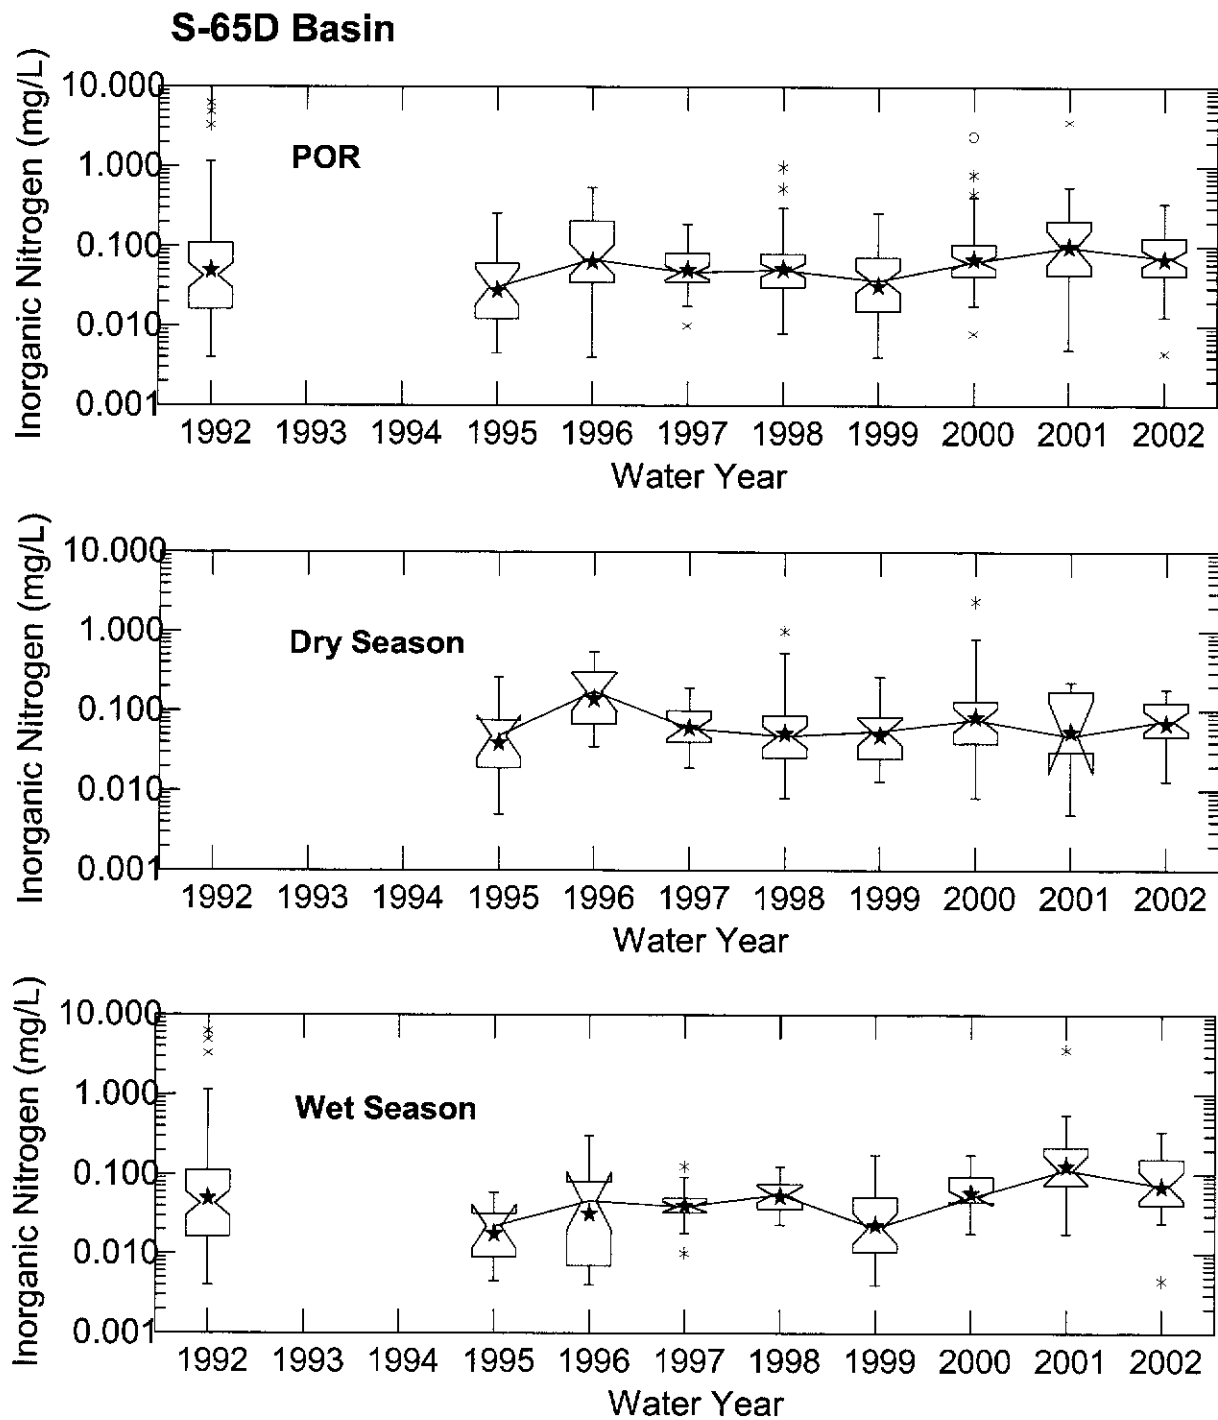 S-65D Basin
Inorganic Nitrogen (mg/L)
10.000
1.000
0.100
0.010
0.001
POR
1992 1993 1994 1995 1996 1997 1998 1999 2000 2001 2002
Water Year
Inorganic Nitrogen (mg/L)
10.000
1.000
0.100
0.010
0.001
Dry Season
1992 1993 1994 1995 1996 1997 1998 1999 2000 2001 2002
Water Year
Inorganic Nitrogen (mg/L)
10.000
1.000
0.100
0.010
0.001
Wet Season
1992 1993 1994 1995 1996 1997 1998 1999 2000 2001 2002
Water Year